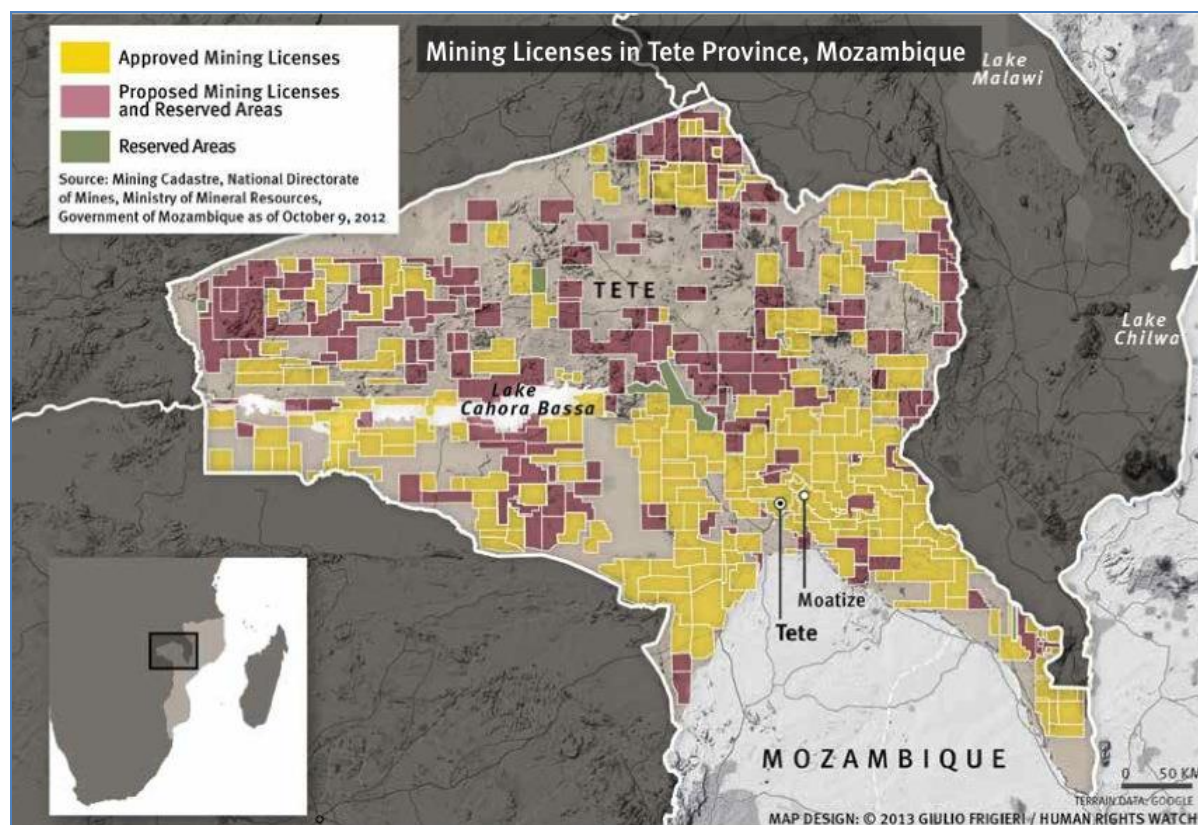 Mining Licenses in Tete Province, Mozambique
Approved Mining Licenses
Proposed Mining Licenses
and Reserved Areas
Reserved Areas
Source: Mining Cadastre, National Directorate
of Mines, Ministry of Mineral Resources,
Government of Mozambique as of October 9, 2012
Lake
Malawi
TETE
Lake
Chilwa
Lake
Cahora Bassa
Moatize
Tete
MOZAMBIQUE
0 50 KM
TERRAIN DATA: GOOGLE
MAP DESIGN: © 2013 GIULIO FRIGIERI / HUMAN RIGHTS WATCH